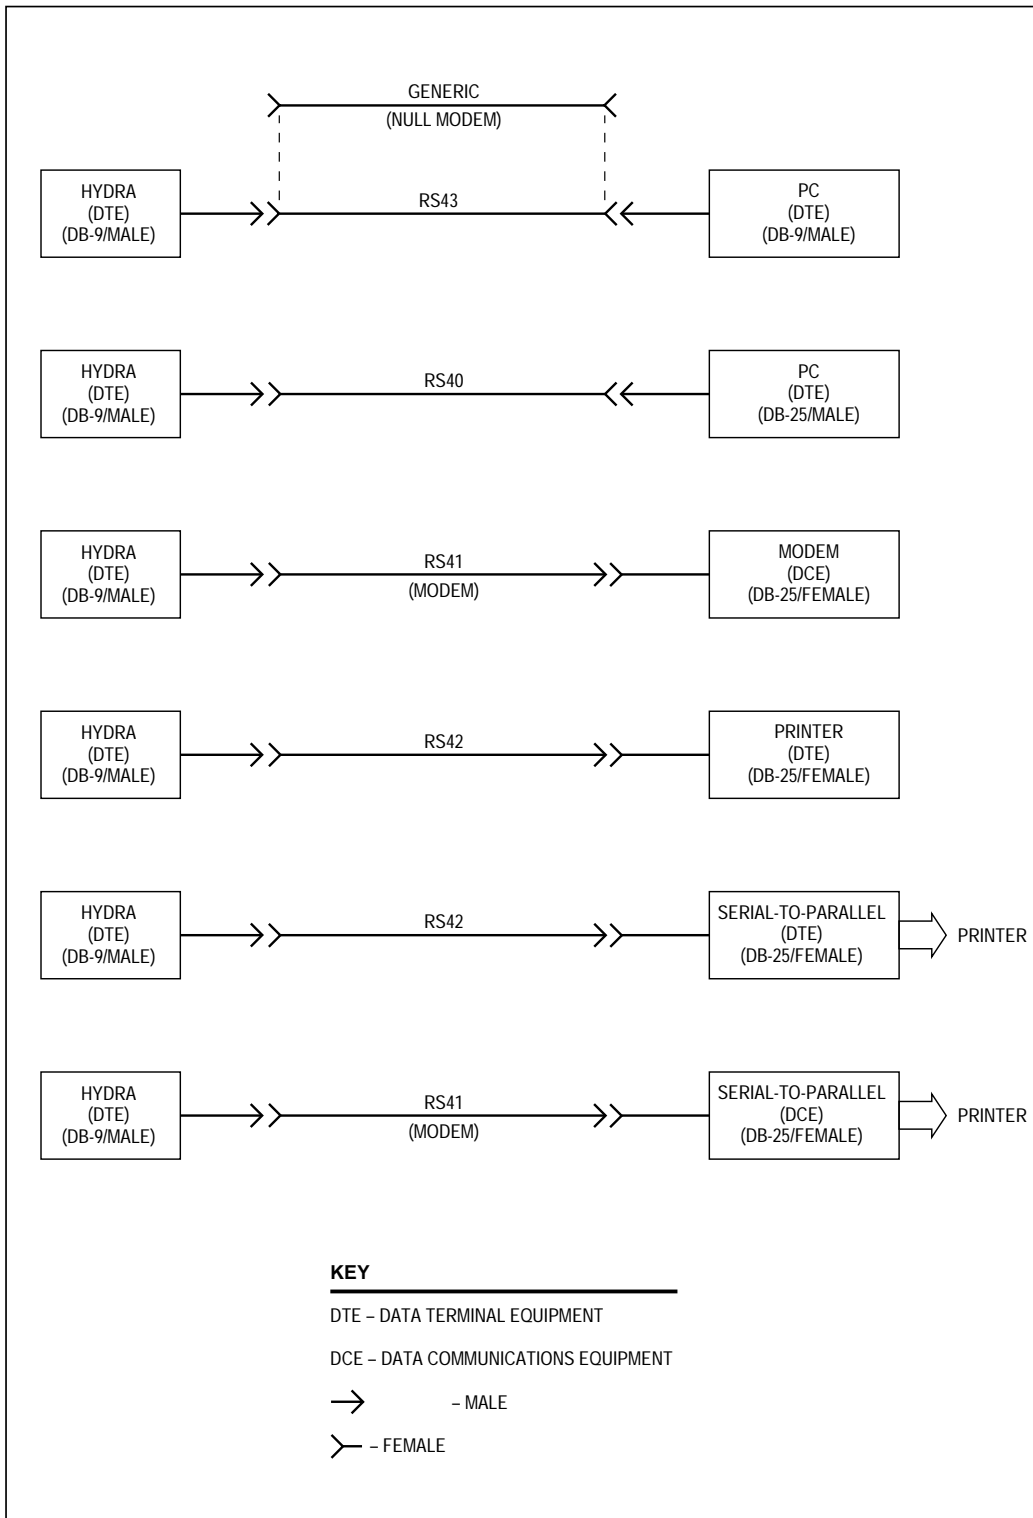 GENERIC
(NULL MODEM)
HYDRA
(DTE)
(DB-9/MALE)
RS43
PC
(DTE)
(DB-9/MALE)
HYDRA
(DTE)
(DB-9/MALE)
RS40
PC
(DTE)
(DB-25/MALE)
HYDRA
(DTE)
(DB-9/MALE)
RS41
(MODEM)
MODEM
(DCE)
(DB-25/FEMALE)
HYDRA
(DTE)
(DB-9/MALE)
RS42
PRINTER
(DTE)
(DB-25/FEMALE)
HYDRA
(DTE)
(DB-9/MALE)
RS42
SERIAL-TO-PARALLEL
(DTE)
(DB-25/FEMALE)
PRINTER
HYDRA
(DTE)
(DB-9/MALE)
RS41
(MODEM)
SERIAL-TO-PARALLEL
(DCE)
(DB-25/FEMALE)
PRINTER
KEY
DTE – DATA TERMINAL EQUIPMENT
DCE – DATA COMMUNICATIONS EQUIPMENT
– MALE
– FEMALE